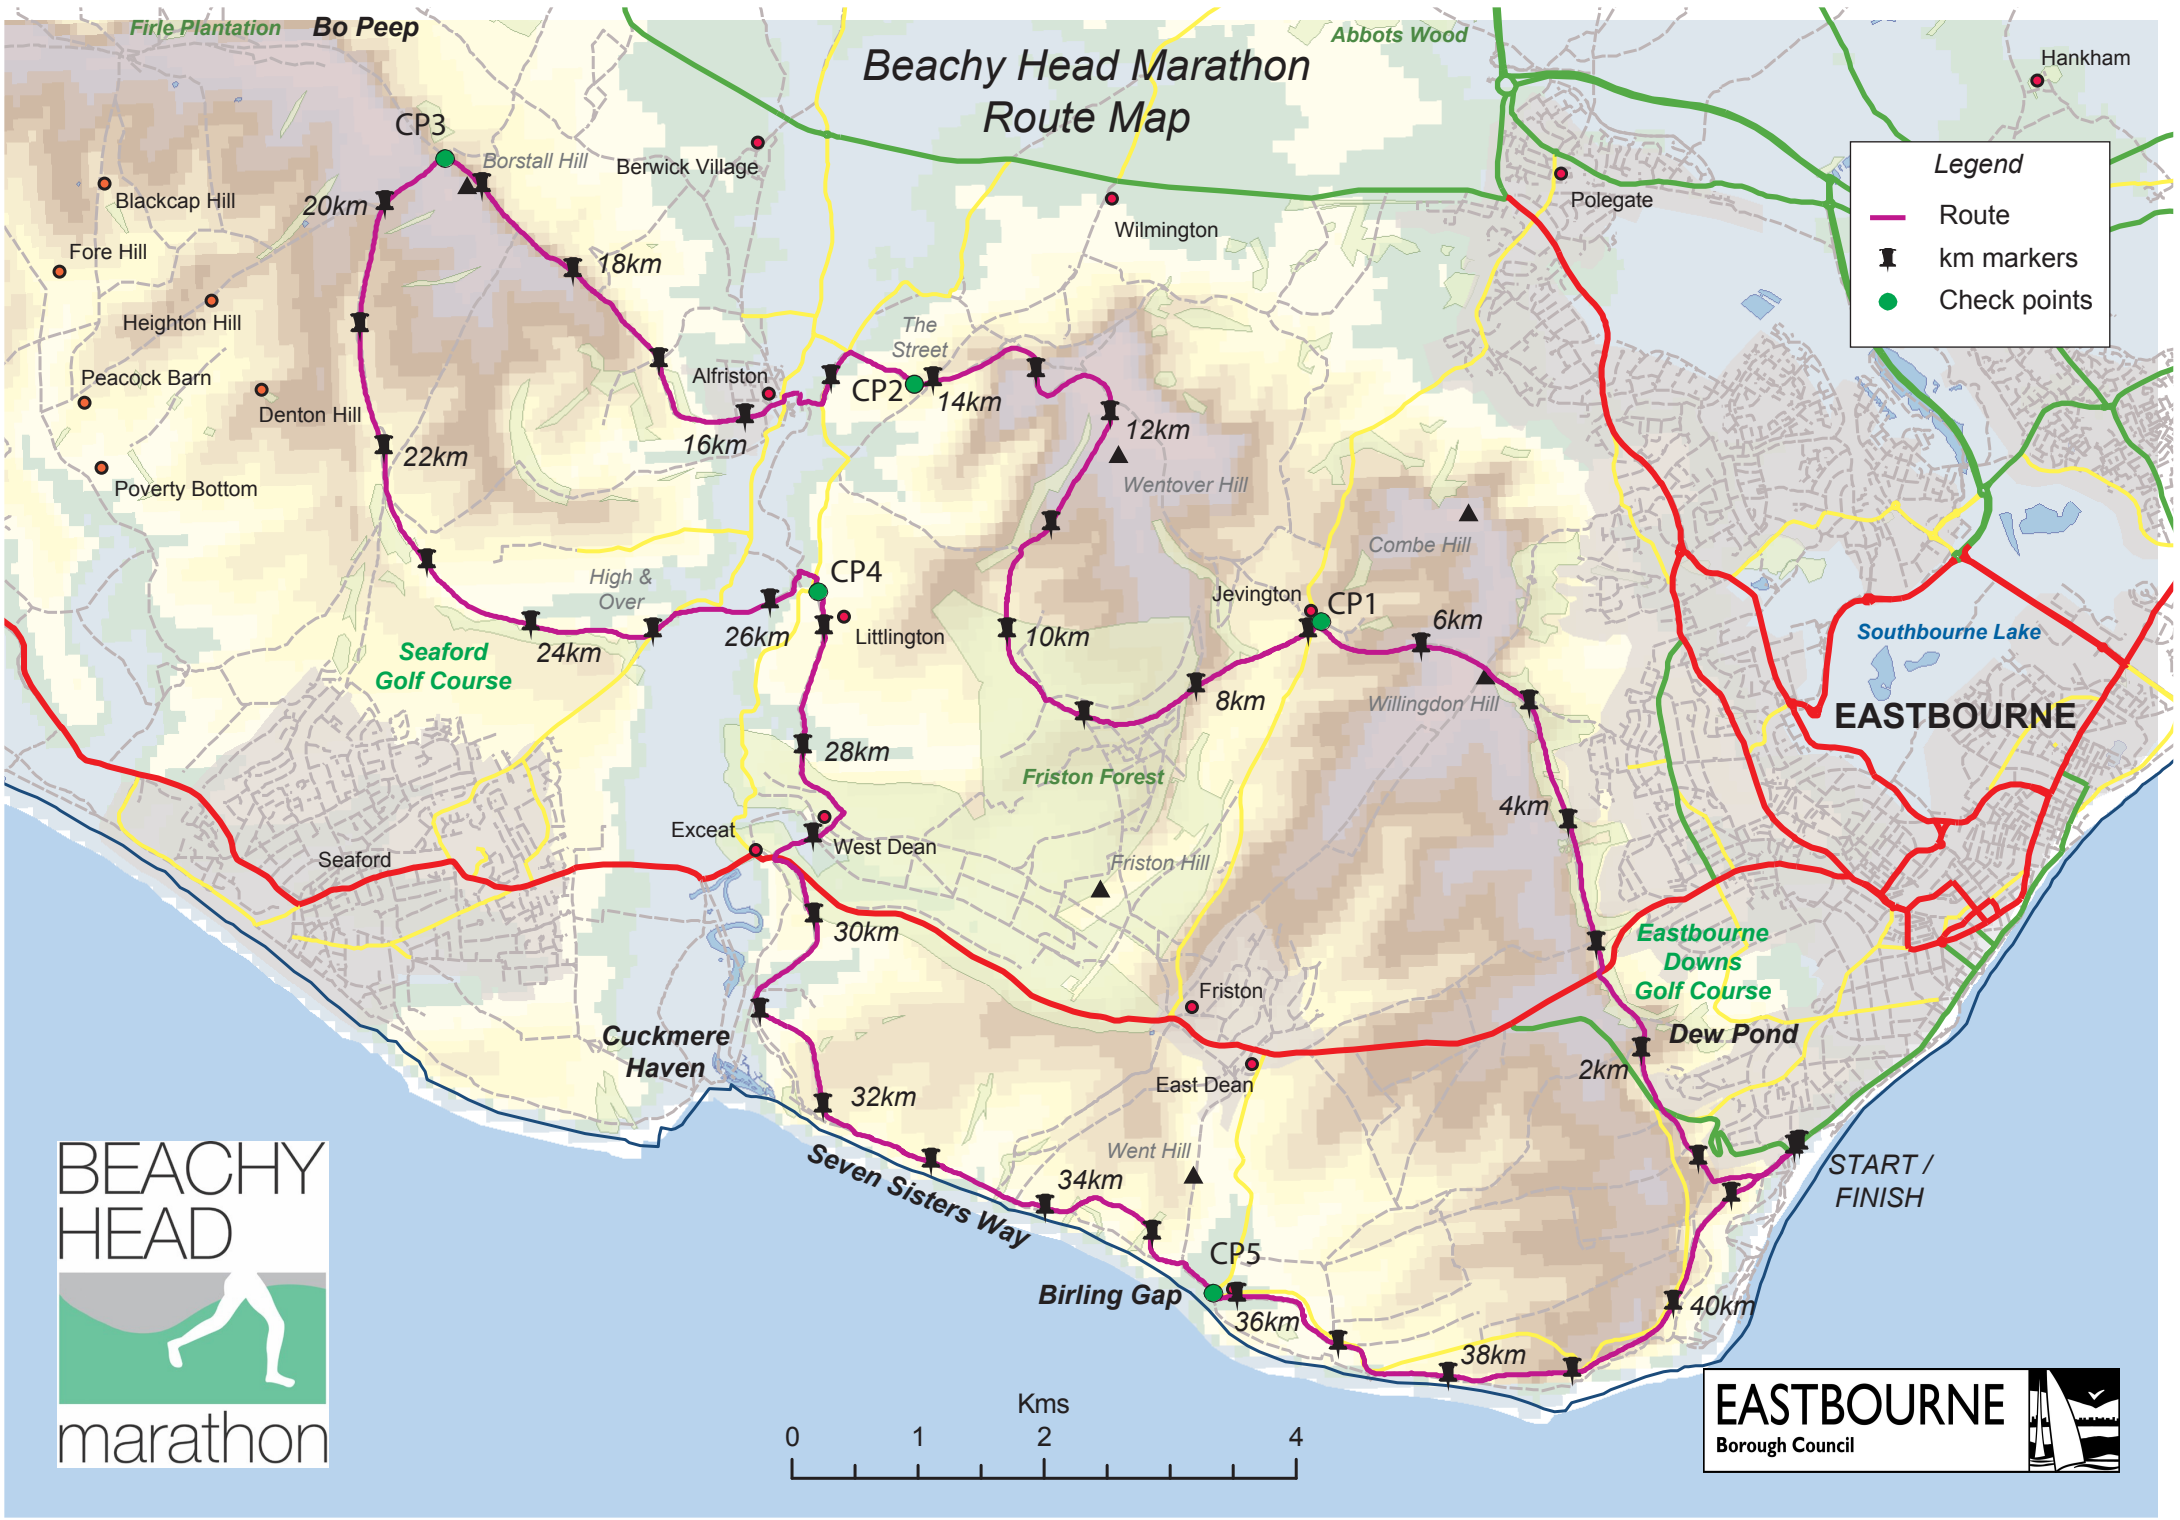 Firle Plantation
Bo Peep
Beachy Head Marathon
Route Map
Abbots Wood
Hankham
CP3
Borstall Hill
Berwick Village
Legend
Route
km markers
Check points
Blackcap Hill
20km
Wilmington
Polegate
Fore Hill
18km
Heighton Hill
The
Street
Peacock Barn
Alfriston
CP2
14km
Denton Hill
16km
12km
22km
Wentover Hill
Poverty Bottom
Combe Hill
High &
Over
CP4
Jevington
CP1
6km
26km
Littlington
10km
Southbourne Lake
Seaford
Golf Course
24km
8km
Willingdon Hill
EASTBOURNE
28km
Friston Forest
4km
Exceat
West Dean
Seaford
Friston Hill
30km
Eastbourne
Downs
Golf Course
Friston
Cuckmere
Haven
Dew Pond
2km
East Dean
32km
Went Hill
Seven Sisters Way
34km
START /
FINISH
CP5
Birling Gap
36km
40km
38km
BEACHY
HEAD
marathon
Kms
0 1 2 4
EASTBOURNE
Borough Council